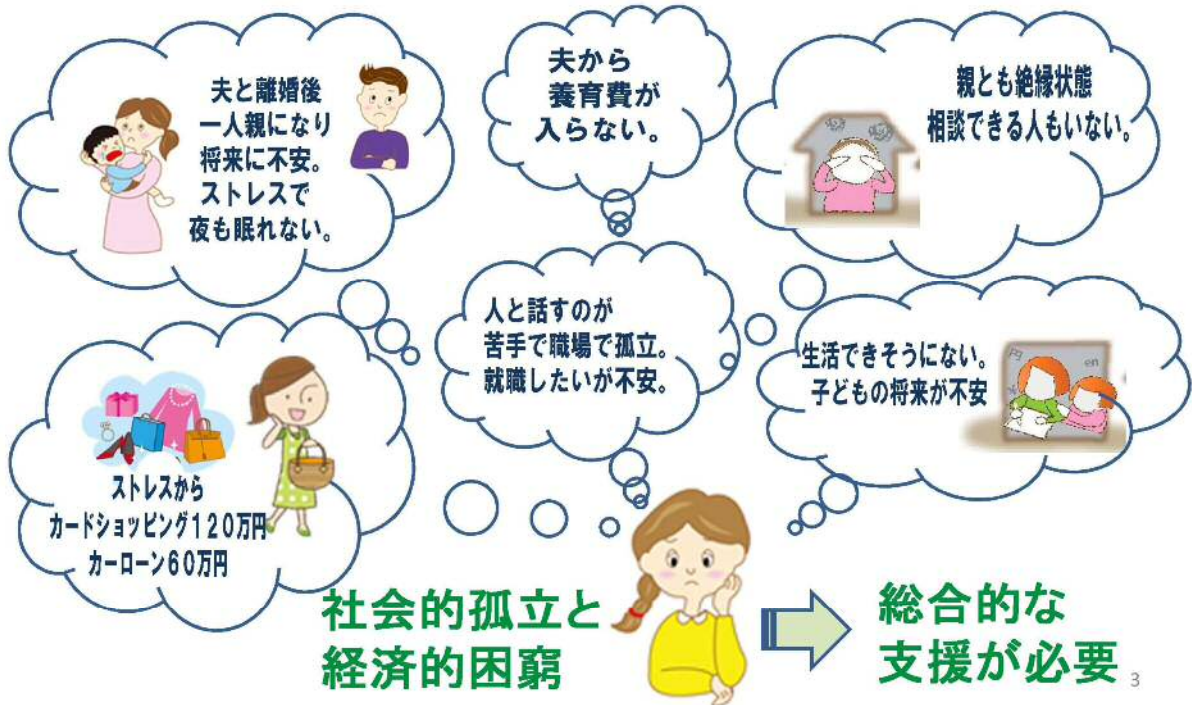 夫と離婚後
一人親になり
将来に不安。
ストレスで
夜も眠れない。
夫から
養育費が
入らない。
親とも絶縁状態
相談できる人もいない。
人と話すのが
苦手で職場で孤立。
就職したいが不安。
生活できそうにない。
子どもの将来が不安
円
en
ストレスから
カードショッピング120万円
カーローン60万円
社会的孤立と
経済的困窮
総合的な
支援が必要
3